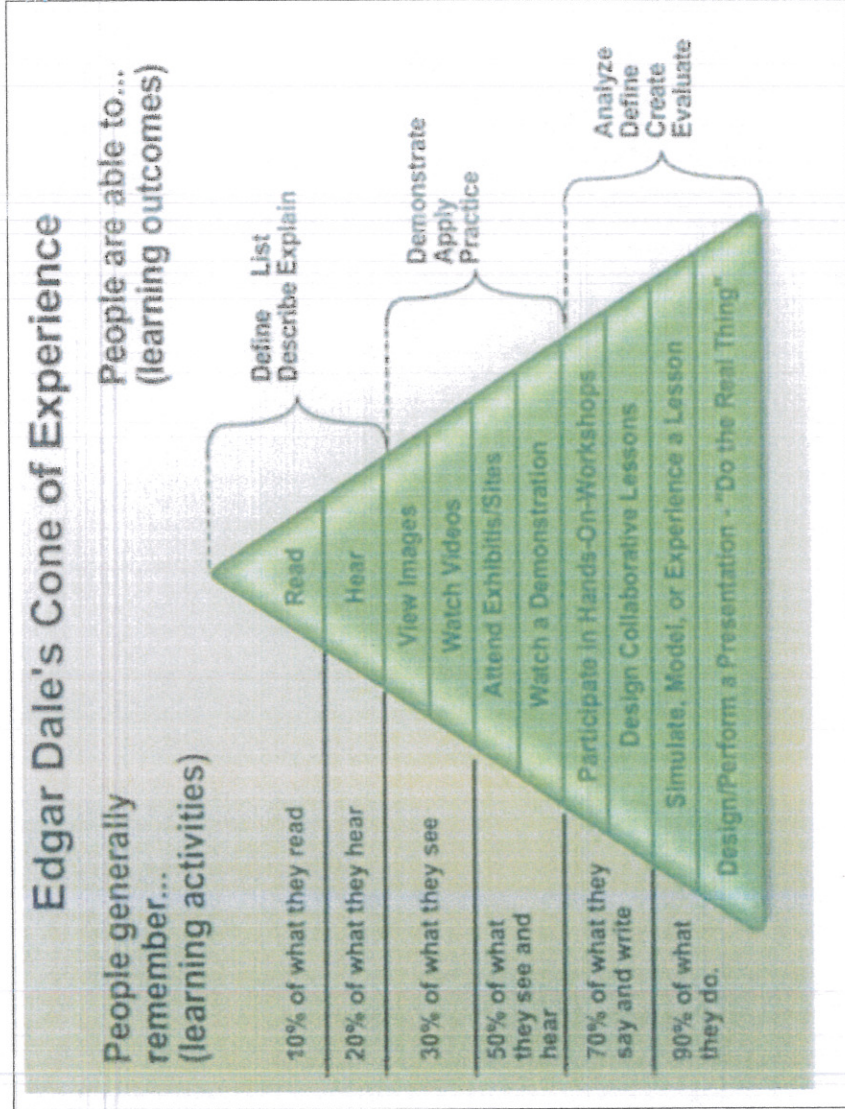 Edgar Dale's Cone of Experience
People generally
remember...
(learning activities)
People are able to...
(learning outcomes)
10% of what they read
20% of what they hear
30% of what they see
50% of what
they see and
hear
70% of what they
say and write
90% of what
they do.
Read
Hear
View Images
Watch Videos
Attend Exhibits/Sites
Watch a Demonstration
Participate in Hands-On-Workshops
Design Collaborative Lessons
Simulate, Model, or Experience a Lesson
Design/Perform a Presentation - "Do the Real Thing"
Define List
Describe Explain
Demonstrate
Apply
Practice
Analyze
Define
Create
Evaluate